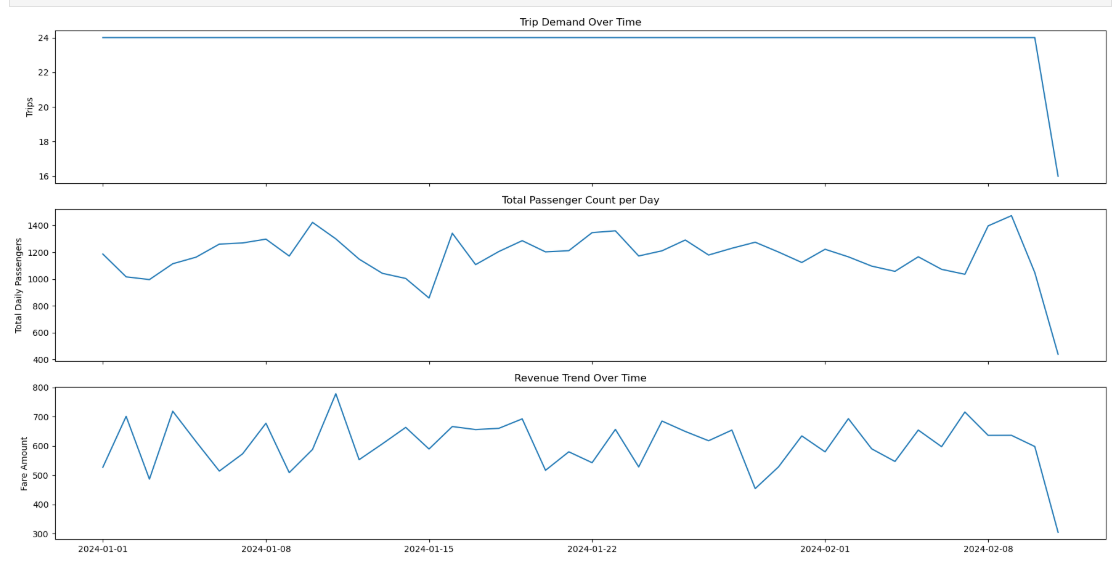 Trip Demand Over Time
24
22
20
18
16
Trips
Total Passenger Count per Day
1400
1200
1000
800
600
400
Total Daily Passengers
Revenue Trend Over Time
800
700
600
500
400
300
Fare Amount
2024-01-01 2024-01-08 2024-01-15 2024-01-22 2024-02-01 2024-02-08